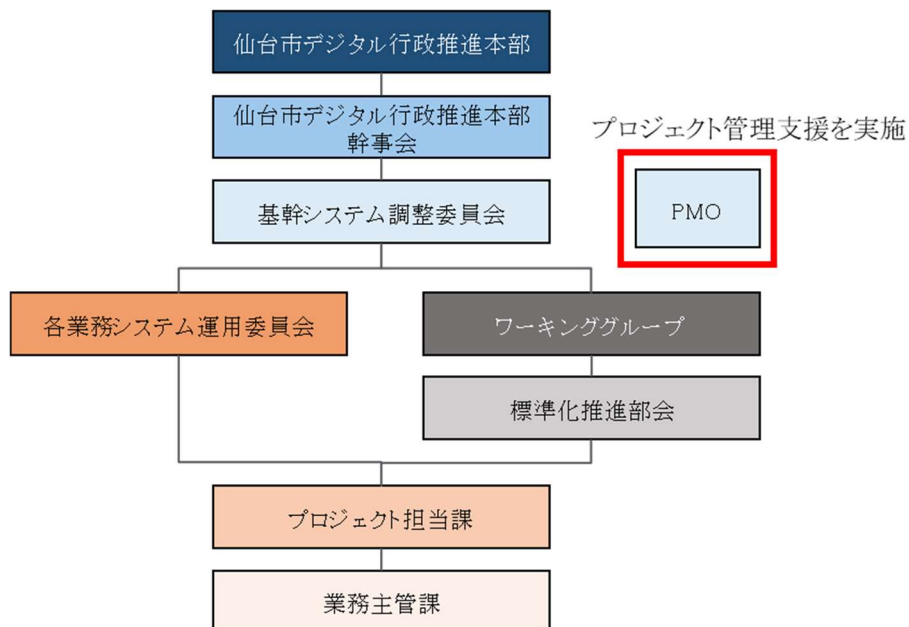 仙台市デジタル行政推進本部
仙台市デジタル行政推進本部
幹事会
プロジェクト管理支援を実施
基幹システム調整委員会
PMO
各業務システム運用委員会
ワーキンググループ
標準化推進部会
プロジェクト担当課
業務主管課